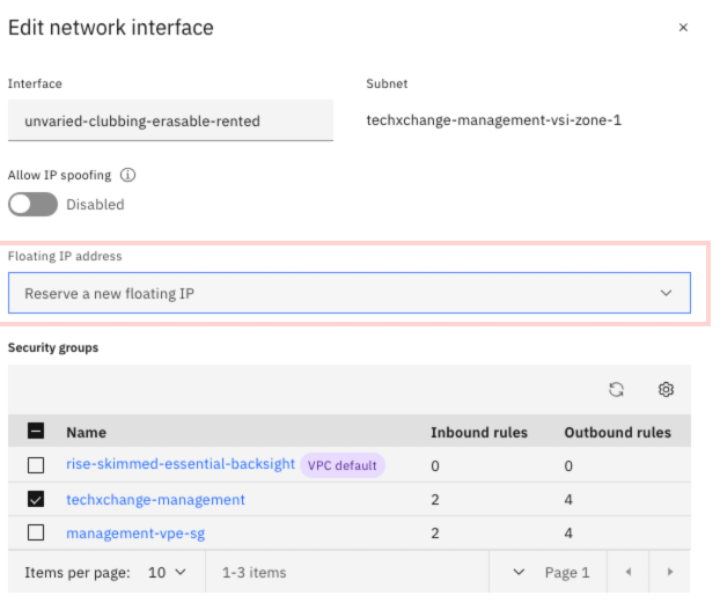 Edit network interface
Interface Subnet
unvaried-clubbing-erasable-rented techxchange-management-vsi-zone-1
Allow IP spoofing
Disabled
Floating IP address
Reserve a new floating IP
Security groups
Name Inbound rules Outbound rules
rise-skimmed-essential-backsight VPC default 0 0
techxchange-management 2 4
management-vpe-sg 2 4
Items per page: 10 1-3 items Page 1